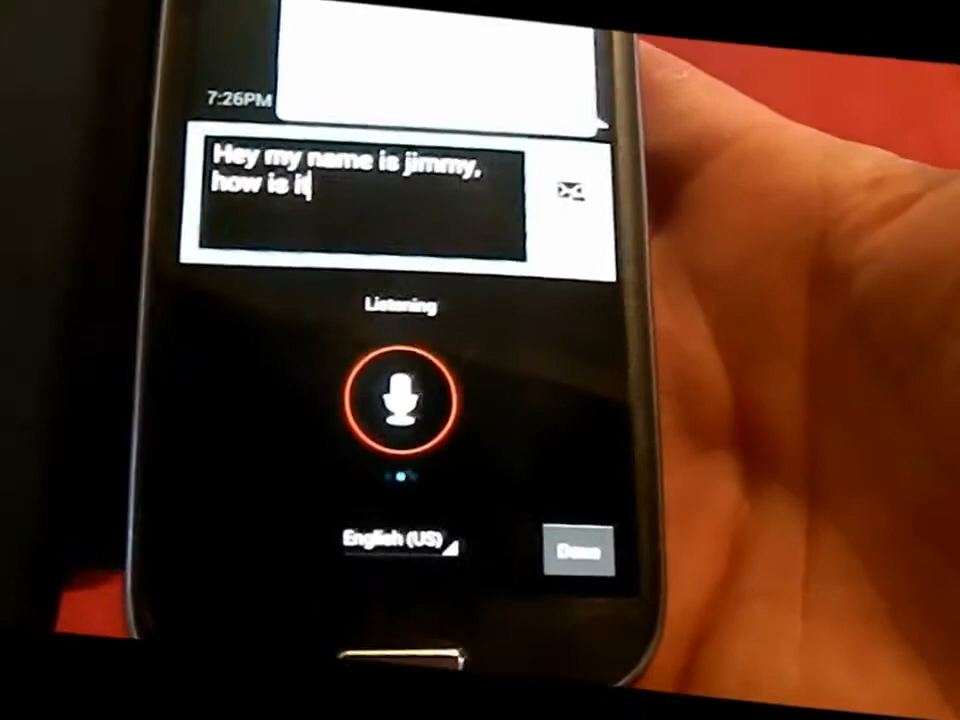 7:26PM
Hey my name is jimmy,
how is it
Listening
English (US)
Done